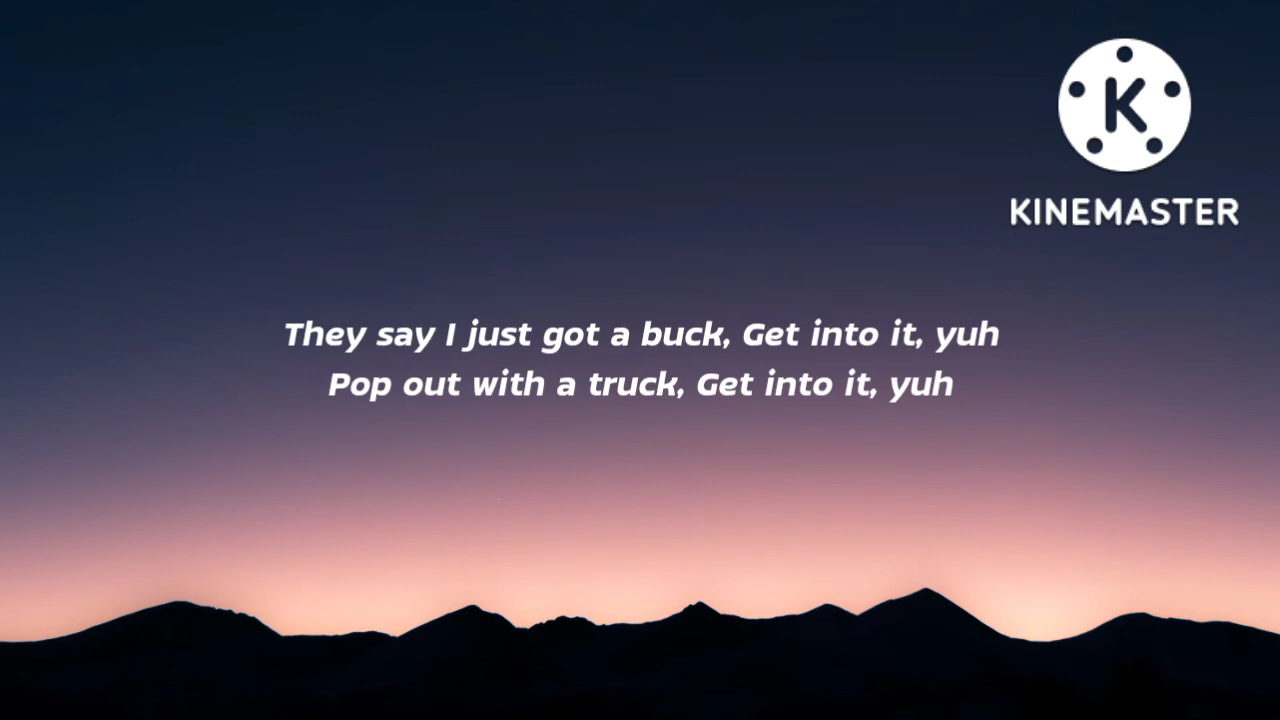 K
KINEMASTER
They say I just got a buck, Get into it, yuh
Pop out with a truck, Get into it, yuh